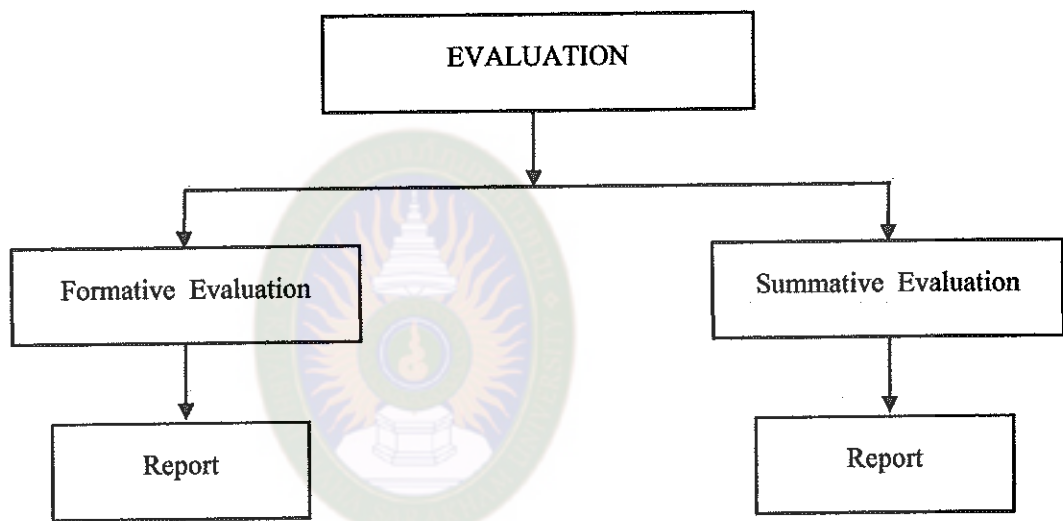 EVALUATION
Formative Evaluation
Summative Evaluation
Report
Report